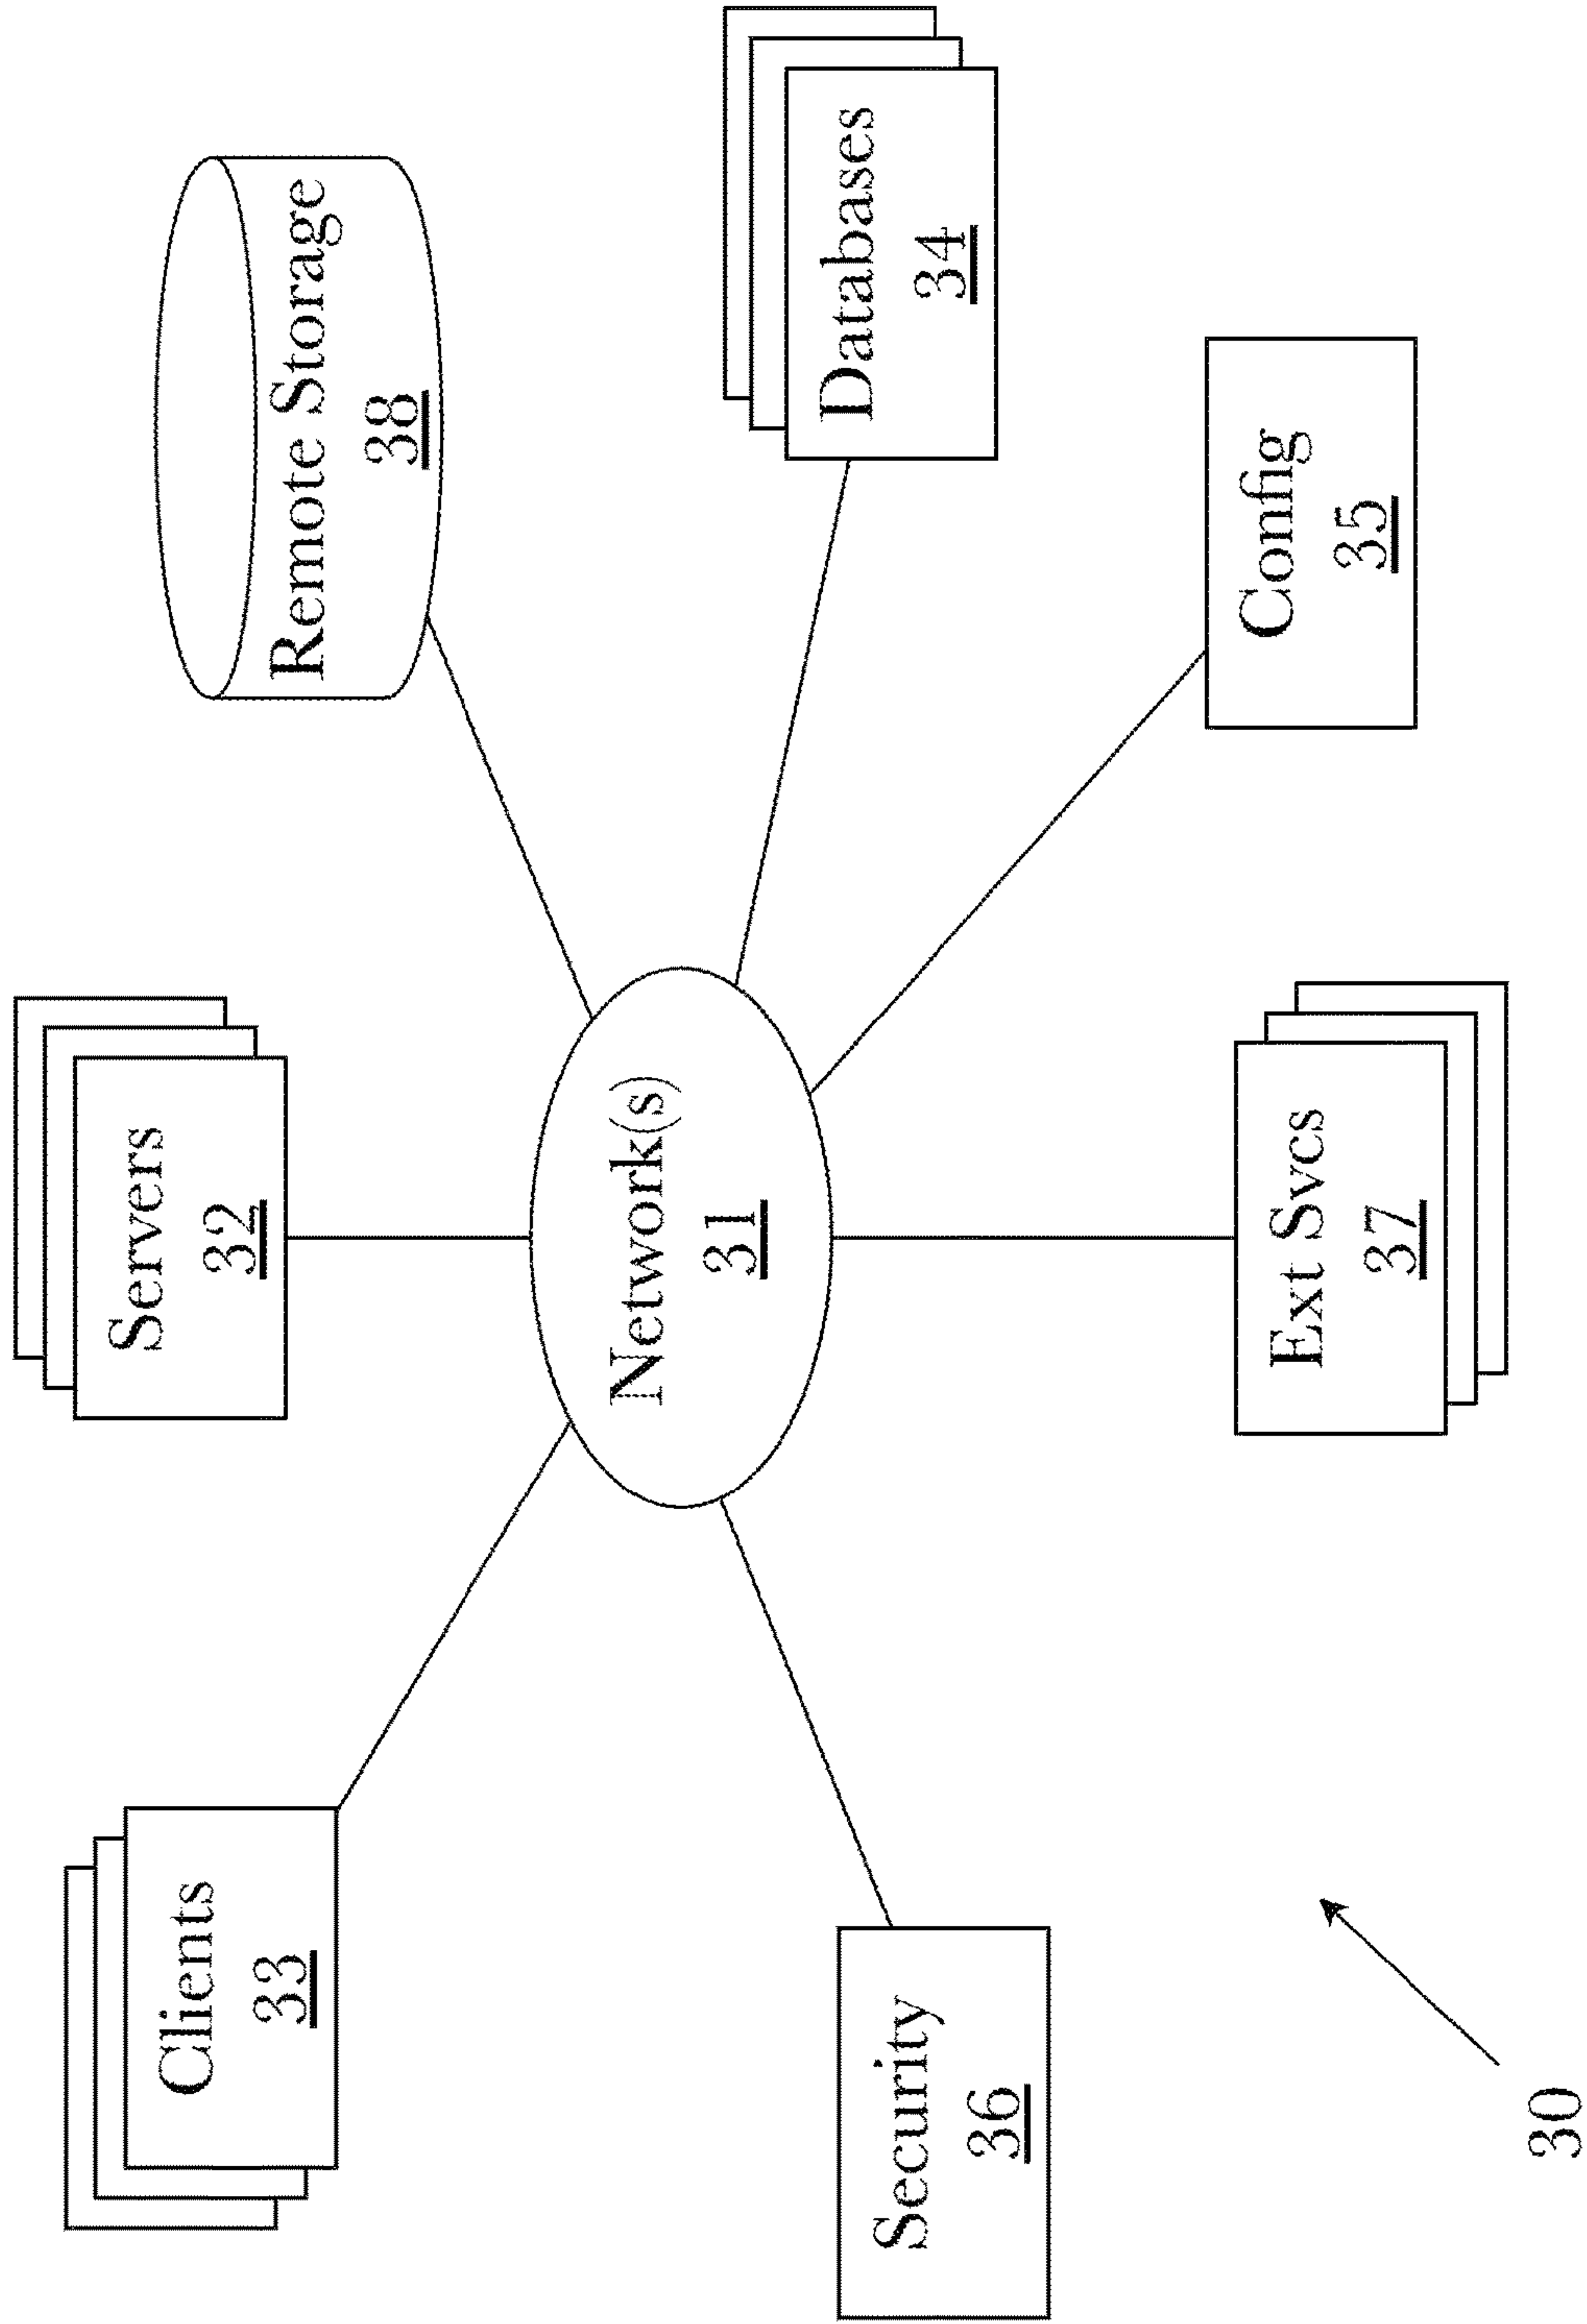 Clients
33
Servers
32
Remote Storage
38
Network(s)
31
Databases
34
Security
36
Ext Svcs
37
Config
35
30